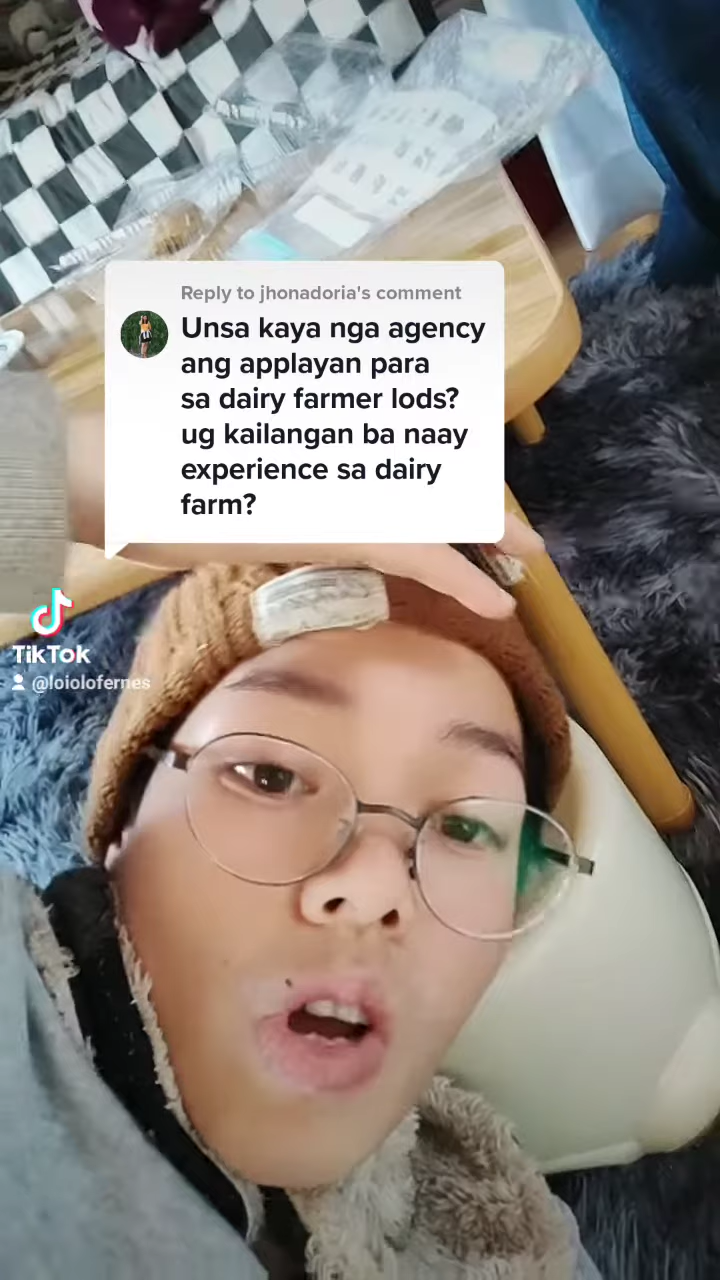 Reply to jhonadoria's comment
Unsa kaya nga agency
ang applayan para
sa dairy farmer lods?
ug kailangan ba naay
experience sa dairy
farm?
TikTok
@loiolofernes